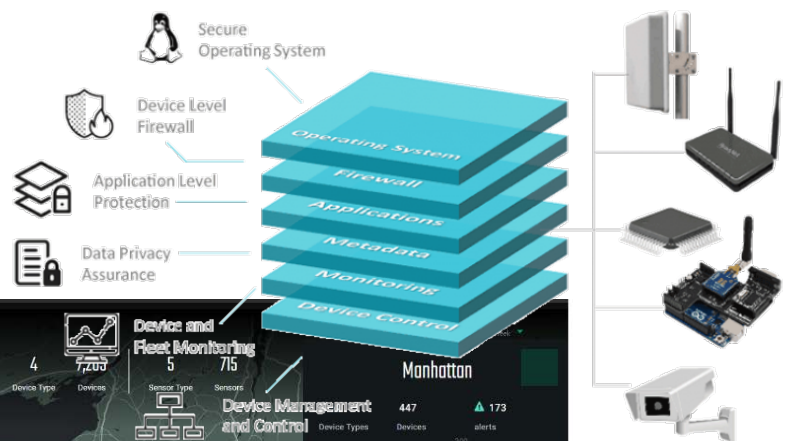 Secure
Operating System
Device Level
Firewall
Application Level
Protection
Data Privacy
Assurance
Device and
Fleet Monitoring
Device Management
and Control
Operating System
Firewall
Applications
Metadata
Monitoring
Device Control
4
Device Type
Devices
5
Sensor Type
715
Sensors
Manhattan
Device Types
447
Devices
173
alerts